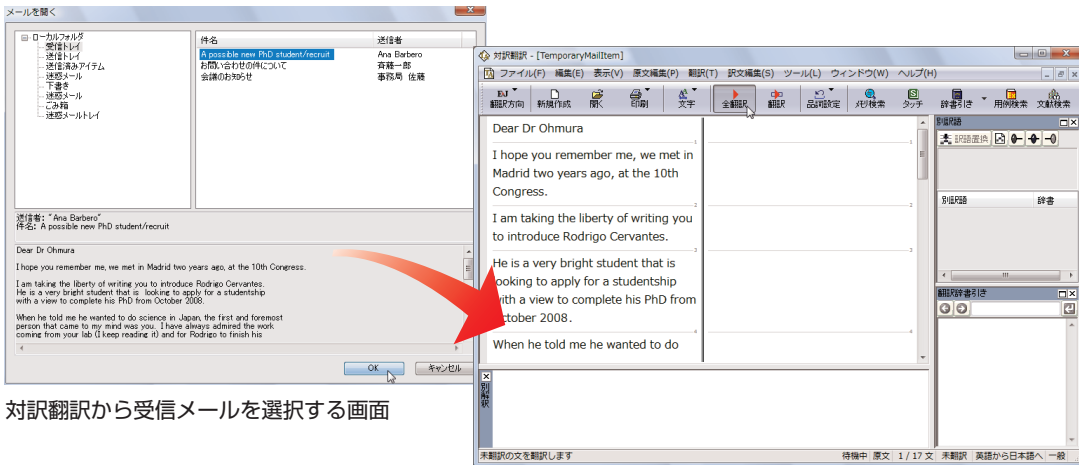 メールを開く
ローカルフォルダ
受信トレイ
送信トレイ
送信済みアイテム
迷惑メール
下書き
迷惑メール
ごみ箱
迷惑メールトレイ
件名 送信者
A possible new PhD student/recruit Ana Barbero
お問い合わせの件について 斉藤一郎
会議のお知らせ 事務局 佐藤
送信者: "Ana Barbero"
件名: A possible new PhD student/recruit
Dear Dr Ohmura
I hope you remember me, we met in Madrid two years ago, at the 10th Congress.
I am taking the liberty of writing you to introduce Rodrigo Cervantes.
He is a very bright student that is looking to apply for a studentship
with a view to complete his PhD from October 2008.
When he told me he wanted to do science in Japan, the first and foremost
person that came to my mind was you. I have always admired the work
coming from your lab (I keep reading it) and for Rodrigo to finish his
OK キャンセル
対訳翻訳から受信メールを選択する画面
対訳翻訳 - [TemporaryMailItem]
ファイル(F) 編集(E) 表示(V) 原文編集(P) 翻訳(T) 訳文編集(S) ツール(L) ウィンドウ(W) ヘルプ(H)
翻訳方向 新規作成 開く 印刷 文字 全翻訳 翻訳 品詞設定 メモリ検索 タッチ 辞書引き 用例検索 文献検索
Dear Dr Ohmura
1 1
I hope you remember me, we met in
Madrid two years ago, at the 10th
Congress.
2 2
I am taking the liberty of writing you
to introduce Rodrigo Cervantes.
3 3
He is a very bright student that is
looking to apply for a studentship
with a view to complete his PhD from
October 2008.
4 4
When he told me he wanted to do
別訳語
訳語置換
別訳語 辞書
翻訳辞書引き
別解釈
未翻訳の文を翻訳します 待機中 原文 1 / 17 文 未翻訳 英語から日本語へ 一般